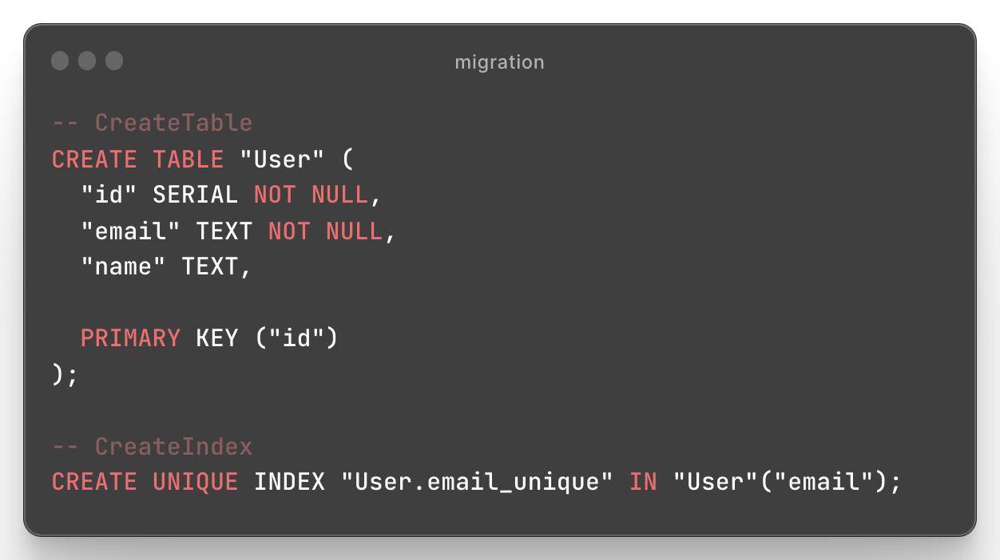 migration
-- CreateTable
CREATE TABLE "User" (
  "id" SERIAL NOT NULL,
  "email" TEXT NOT NULL,
  "name" TEXT,

  PRIMARY KEY ("id")
);

-- CreateIndex
CREATE UNIQUE INDEX "User.email_unique" IN "User"("email");